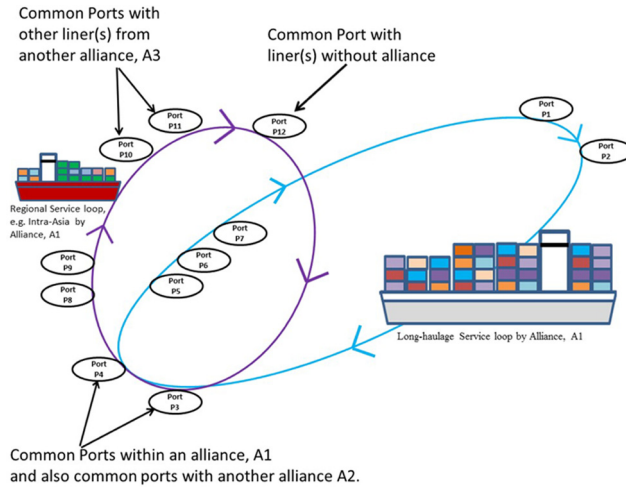 Common Ports with
other liner(s) from
another alliance, A3
Common Port with
liner(s) without alliance
Port
P1
Port
P11
Port
P12
Port
P2
Port
P10
Regional Service loop,
e.g. Intra-Asia by
Alliance, A1
Port
P7
Port
P6
Port
P9
Port
P5
Port
P8
Long-haulage Service loop by Alliance, A1
Port
P4
Port
P3
Common Ports within an alliance, A1
and also common ports with another alliance A2.